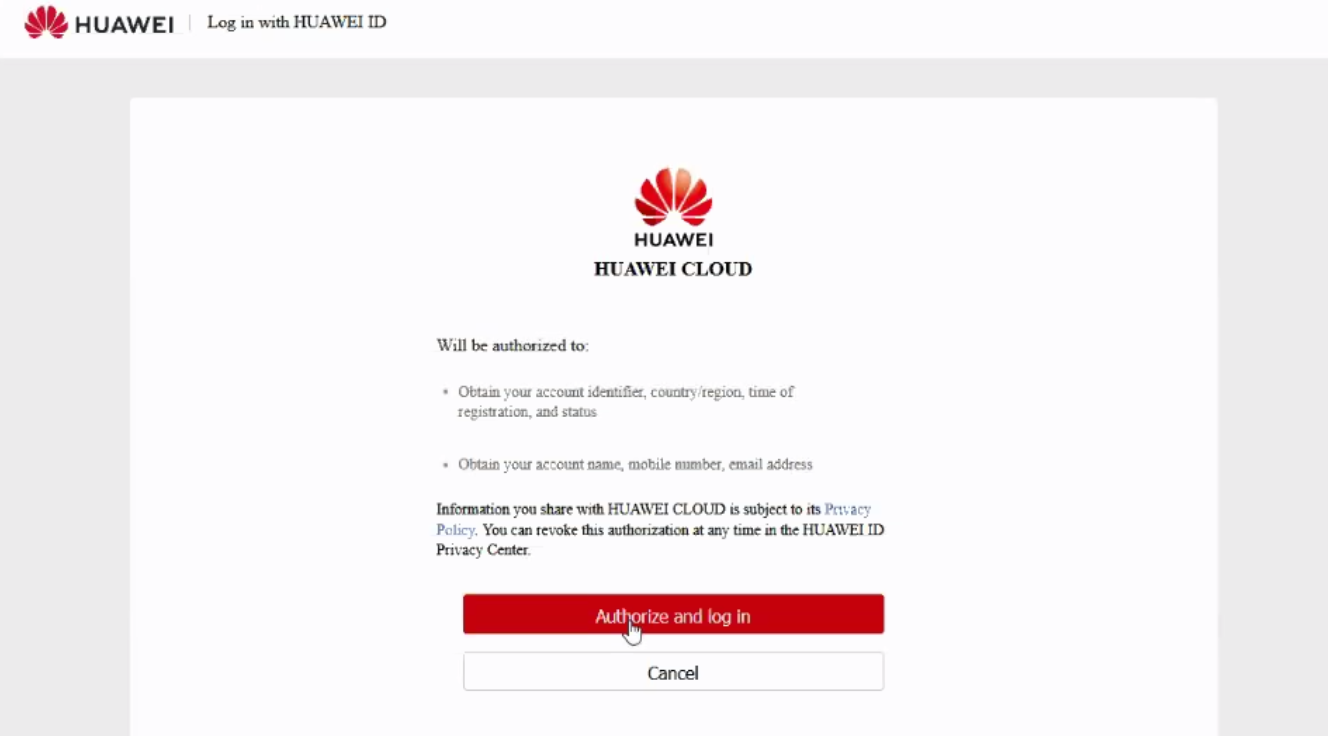 HUAWEI | Log in with HUAWEI ID
HUAWEI
HUAWEI CLOUD
Will be authorized to:
• Obtain your account identifier, country/region, time of
registration, and status
• Obtain your account name, mobile number, email address
Information you share with HUAWEI CLOUD is subject to its Privacy
Policy. You can revoke this authorization at any time in the HUAWEI ID
Privacy Center.
Authorize and log in
Cancel